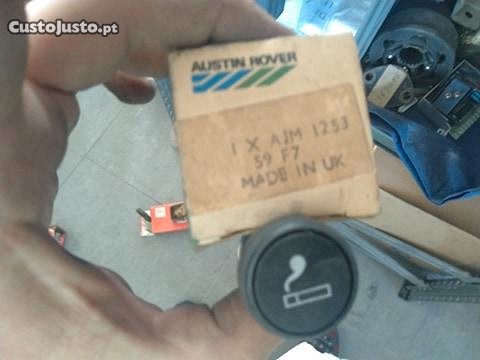 CustoJusto.pt
AUSTIN ROVER
1 X AJM 1253
59 F7
MADE IN UK